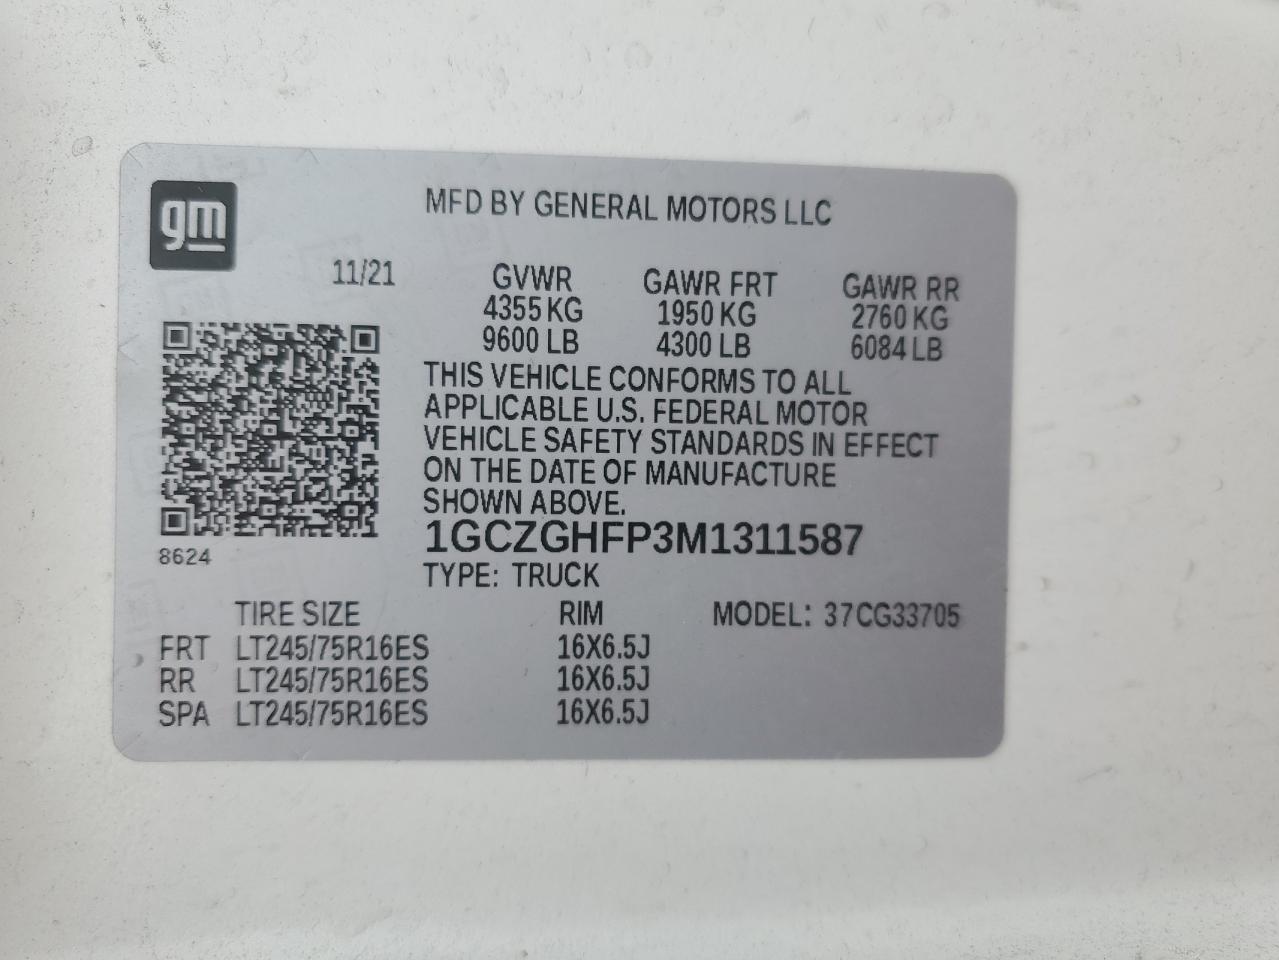 gm
MFD BY GENERAL MOTORS LLC
11/21 GVWR GAWR FRT GAWR RR
4355 KG 1950 KG 2760 KG
9600 LB 4300 LB 6084 LB
THIS VEHICLE CONFORMS TO ALL
APPLICABLE U.S. FEDERAL MOTOR
VEHICLE SAFETY STANDARDS IN EFFECT
ON THE DATE OF MANUFACTURE
SHOWN ABOVE.
1GCZGHFP3M1311587
8624
TYPE: TRUCK
TIRE SIZE RIM MODEL: 37CG33705
FRT LT245/75R16ES 16X6.5J
RR LT245/75R16ES 16X6.5J
SPA LT245/75R16ES 16X6.5J